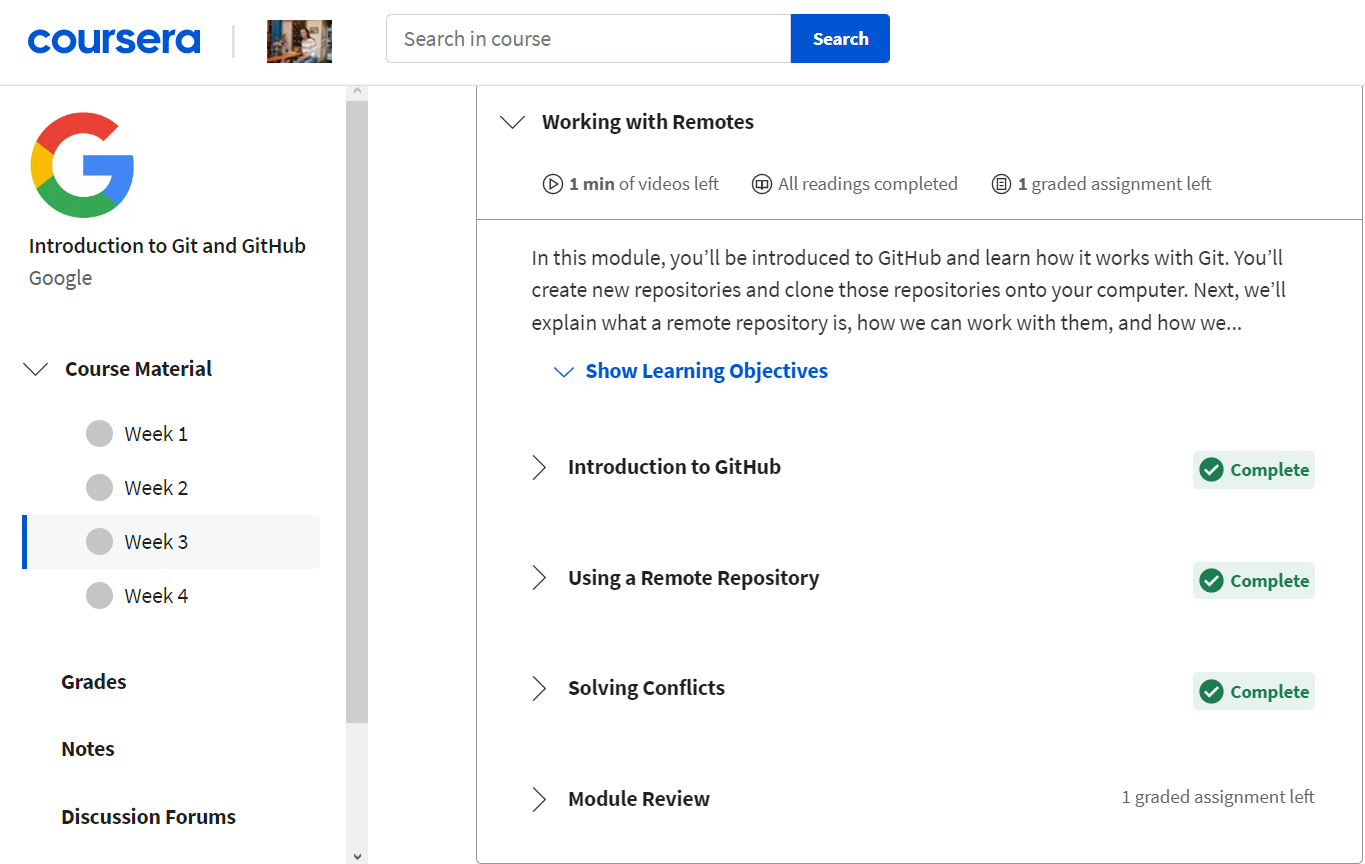 coursera
Search in course
Search
Introduction to Git and GitHub
Google
Course Material
Week 1
Week 2
Week 3
Week 4
Grades
Notes
Discussion Forums
Working with Remotes
1 min of videos left
All readings completed
1 graded assignment left
In this module, you’ll be introduced to GitHub and learn how it works with Git. You’ll
create new repositories and clone those repositories onto your computer. Next, we’ll
explain what a remote repository is, how we can work with them, and how we...
Show Learning Objectives
Introduction to GitHub
Complete
Using a Remote Repository
Complete
Solving Conflicts
Complete
Module Review
1 graded assignment left